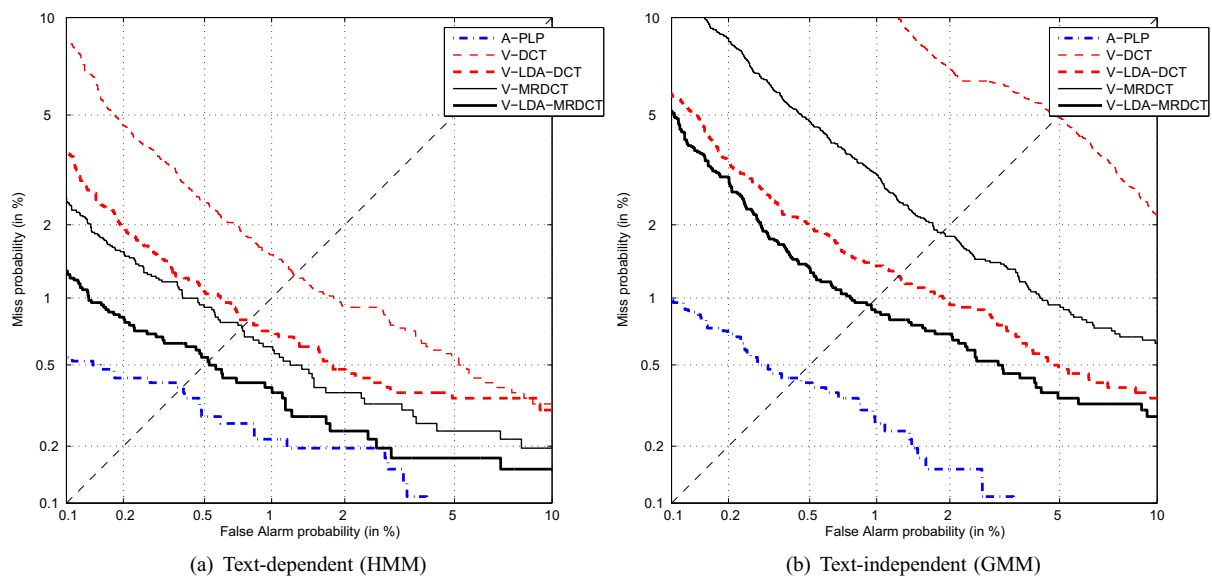 10
5
2
1
0.5
0.2
0.1
Miss probability (in %)
0.1 0.2 0.5 1 2 5 10
False Alarm probability (in %)
A−PLP
V−DCT
V−LDA−DCT
V−MRDCT
V−LDA−MRDCT
(a) Text-dependent (HMM)
10
5
2
1
0.5
0.2
0.1
Miss probability (in %)
0.1 0.2 0.5 1 2 5 10
False Alarm probability (in %)
A−PLP
V−DCT
V−LDA−DCT
V−MRDCT
V−LDA−MRDCT
(b) Text-independent (GMM)